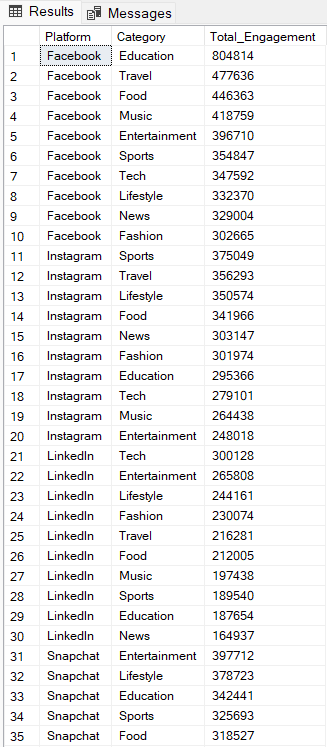 Results Messages
Platform Category Total_Engagement
1 Facebook Education 804814
2 Facebook Travel 477636
3 Facebook Food 446363
4 Facebook Music 418759
5 Facebook Entertainment 396710
6 Facebook Sports 354847
7 Facebook Tech 347592
8 Facebook Lifestyle 332370
9 Facebook News 329004
10 Facebook Fashion 302665
11 Instagram Sports 375049
12 Instagram Travel 356293
13 Instagram Lifestyle 350574
14 Instagram Food 341966
15 Instagram News 303147
16 Instagram Fashion 301974
17 Instagram Education 295366
18 Instagram Tech 279101
19 Instagram Music 264438
20 Instagram Entertainment 248018
21 LinkedIn Tech 300128
22 LinkedIn Entertainment 265808
23 LinkedIn Lifestyle 244161
24 LinkedIn Fashion 230074
25 LinkedIn Travel 216281
26 LinkedIn Food 212005
27 LinkedIn Music 197438
28 LinkedIn Sports 189540
29 LinkedIn Education 187654
30 LinkedIn News 164937
31 Snapchat Entertainment 397712
32 Snapchat Lifestyle 378723
33 Snapchat Education 342441
34 Snapchat Sports 325693
35 Snapchat Food 318527